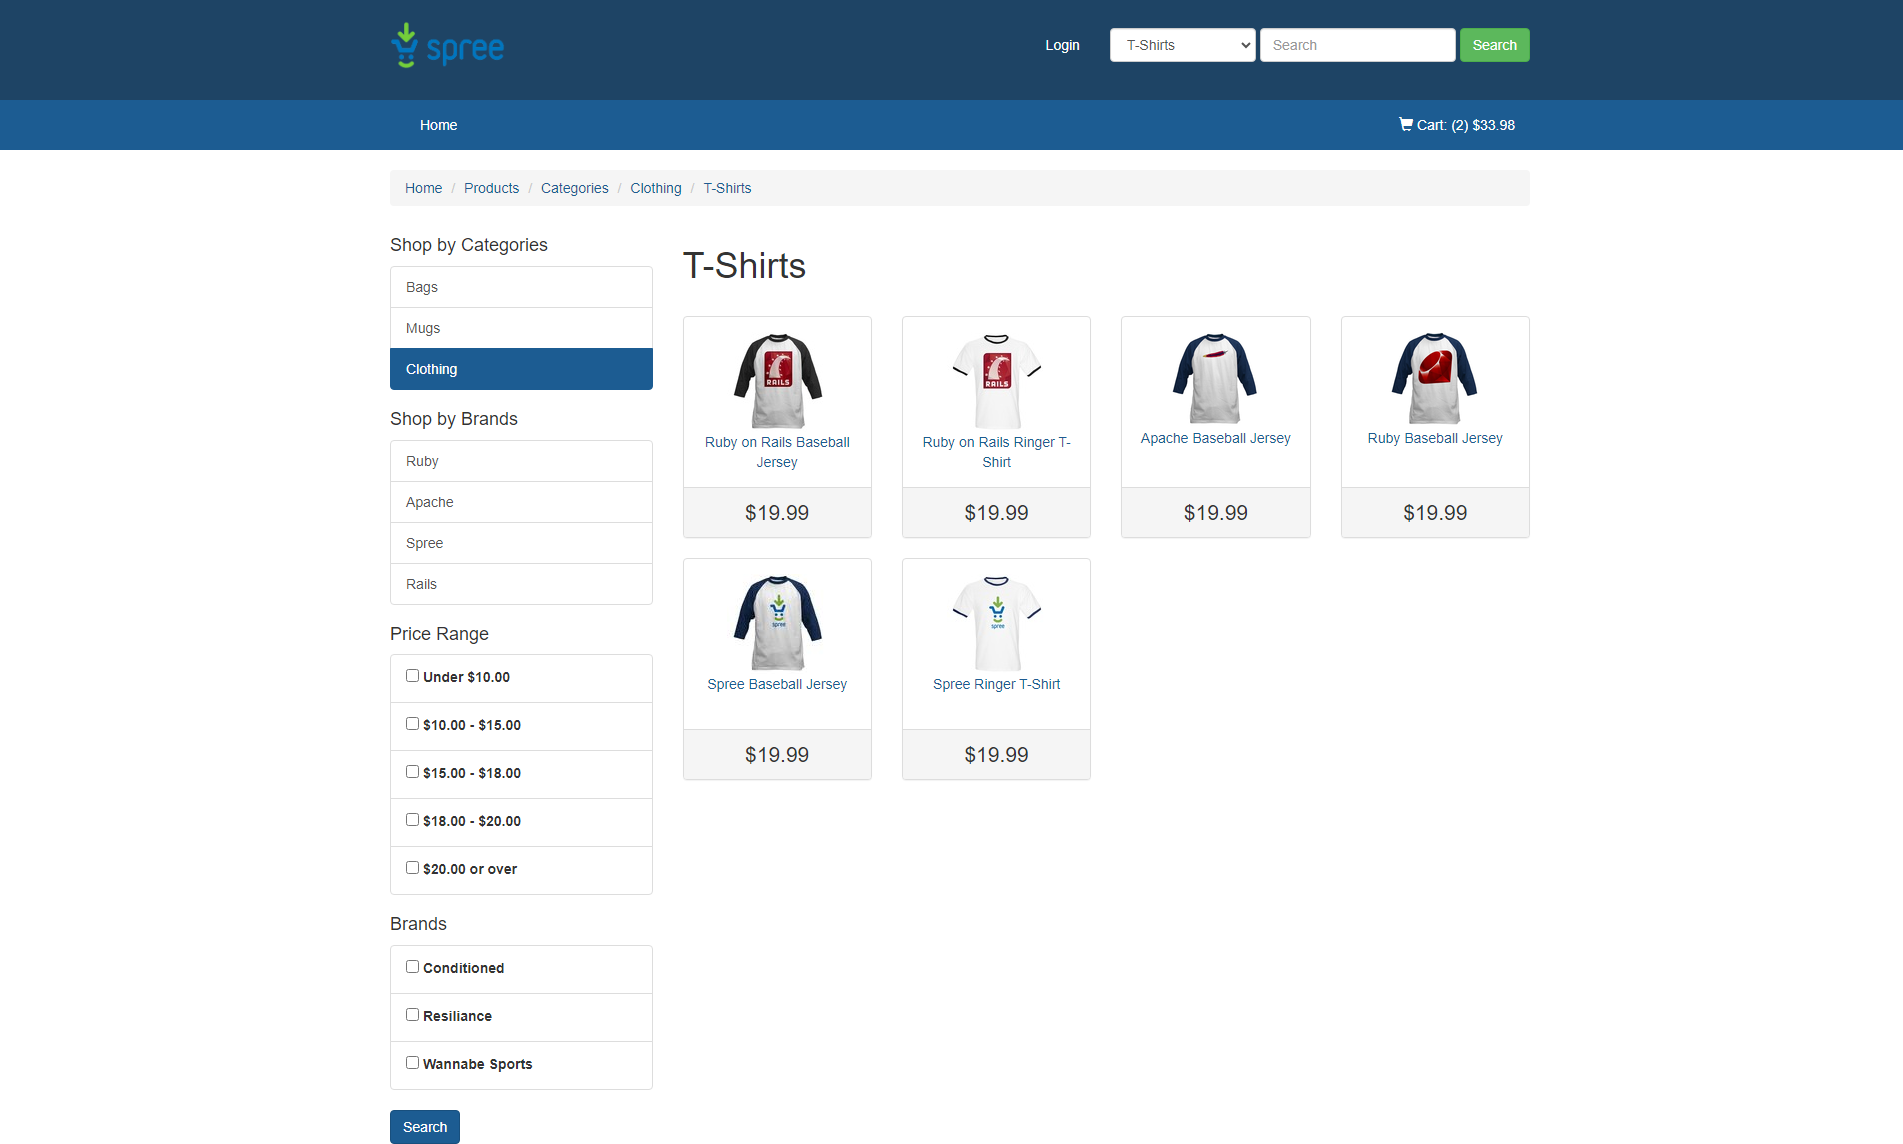 spree
Login
T-Shirts
Search
Search
Home
Cart: (2) $33.98
Home / Products / Categories / Clothing / T-Shirts
Shop by Categories
Bags
Mugs
Clothing
Shop by Brands
Ruby
Apache
Spree
Rails
Price Range
Under $10.00
$10.00 - $15.00
$15.00 - $18.00
$18.00 - $20.00
$20.00 or over
Brands
Conditioned
Resiliance
Wannabe Sports
Search
T-Shirts
RAILS
Ruby on Rails Baseball
Jersey
$19.99
RAILS
Ruby on Rails Ringer T-
Shirt
$19.99
Apache Baseball Jersey
$19.99
Ruby Baseball Jersey
$19.99
spree
Spree Baseball Jersey
$19.99
spree
Spree Ringer T-Shirt
$19.99